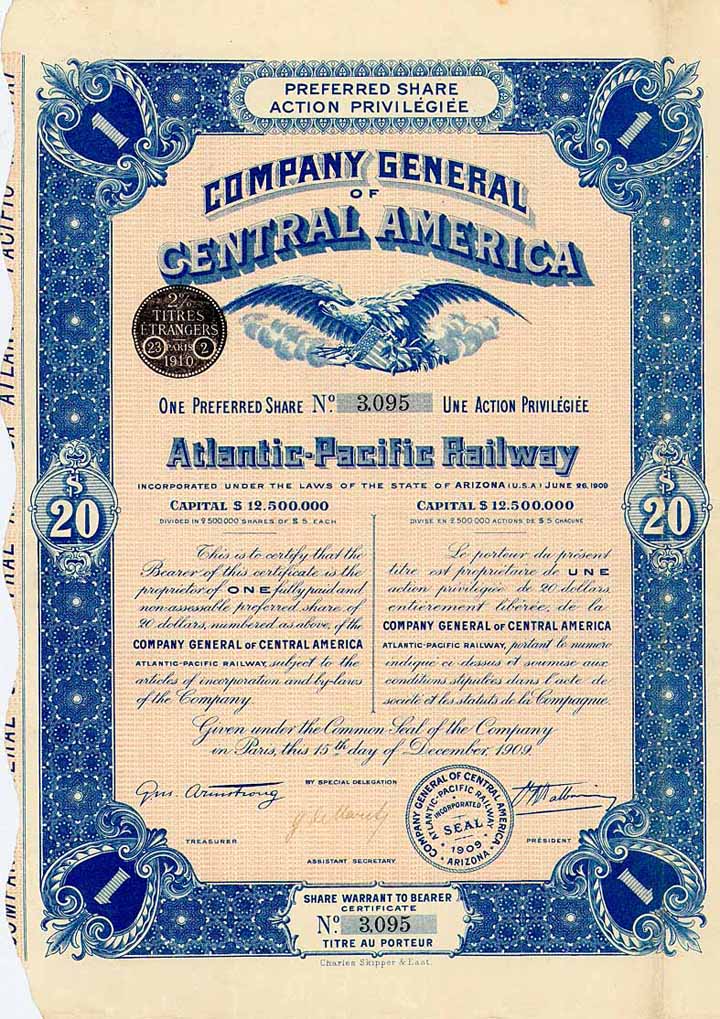 PREFERRED SHARE
ACTION PRIVILÉGIÉE
1
1
COMPANY GENERAL
OF
CENTRAL AMERICA
2%
TITRES
ÉTRANGERS
23 PARIS 2
1910
ONE PREFERRED SHARE Nº 3.095 UNE ACTION PRIVILÉGIÉE
Atlantic-Pacific Railway
INCORPORATED UNDER THE LAWS OF THE STATE OF ARIZONA (U.S.A) JUNE 26, 1909
CAPITAL $ 12.500.000
DIVIDED IN 2500000 SHARES OF $ 5 EACH
CAPITAL $ 12.500.000
DIVISÉ EN 2.500.000 ACTIONS DE $ 5 CHACUNE
$
20
$
20
This is to certify that the
Bearer of this certificate is the
proprietor of ONE fully paid and
non-assessable preferred share of
20 dollars, numbered as above, of the
COMPANY GENERAL OF CENTRAL AMERICA
ATLANTIC-PACIFIC RAILWAY, subject to the
articles of incorporation and by-laws
of the Company.
Le porteur du présent
titre est propriétaire de UNE
action privilégiée de 20 dollars,
entièrement libérée, de la
COMPANY GENERAL OF CENTRAL AMERICA
ATLANTIC-PACIFIC RAILWAY, portant le numéro
indiqué ci dessus et soumise aux
conditions stipulées dans l'acte de
société et les statuts de la Compagnie.
Given under the Common Seal of the Company
in Paris, this 15th day of December, 1909.
Armstrong
TREASURER
BY SPECIAL DELEGATION
ASSISTANT SECRETARY
COMPANY GENERAL OF CENTRAL AMERICA
ATLANTIC-PACIFIC RAILWAY
INCORPORATED
SEAL
1909
ARIZONA
PRÉSIDENT
1
1
SHARE WARRANT TO BEARER
CERTIFICATE
Nº 3.095
TITRE AU PORTEUR
Charles Skipper & East.